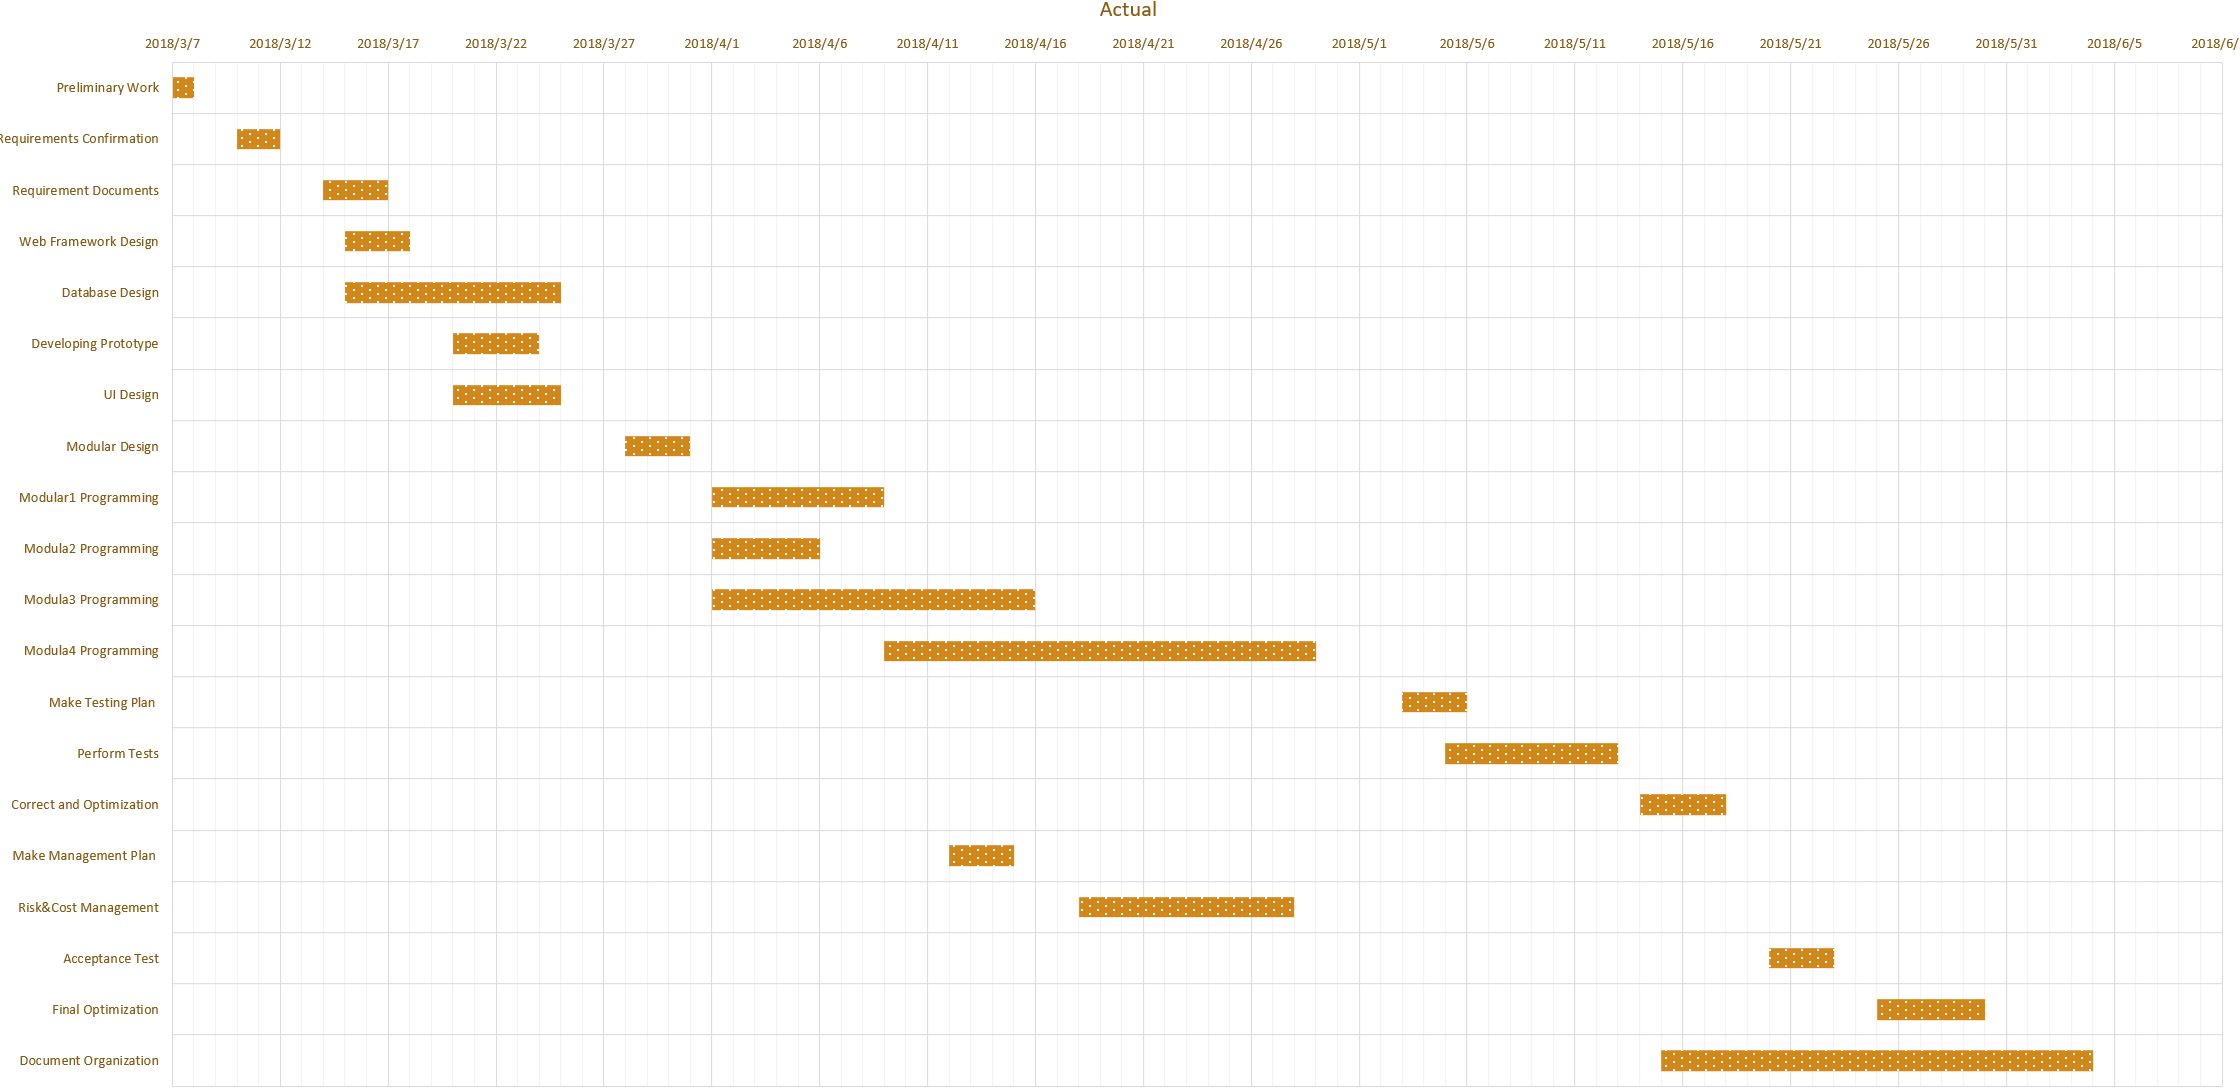 Actual
2018/3/7 2018/3/12 2018/3/17 2018/3/22 2018/3/27 2018/4/1 2018/4/6 2018/4/11 2018/4/16 2018/4/21 2018/4/26 2018/5/1 2018/5/6 2018/5/11 2018/5/16 2018/5/21 2018/5/26 2018/5/31 2018/6/5 2018/6/
Preliminary Work
Requirements Confirmation
Requirement Documents
Web Framework Design
Database Design
Developing Prototype
UI Design
Modular Design
Modular1 Programming
Modula2 Programming
Modula3 Programming
Modula4 Programming
Make Testing Plan
Perform Tests
Correct and Optimization
Make Management Plan
Risk&Cost Management
Acceptance Test
Final Optimization
Document Organization